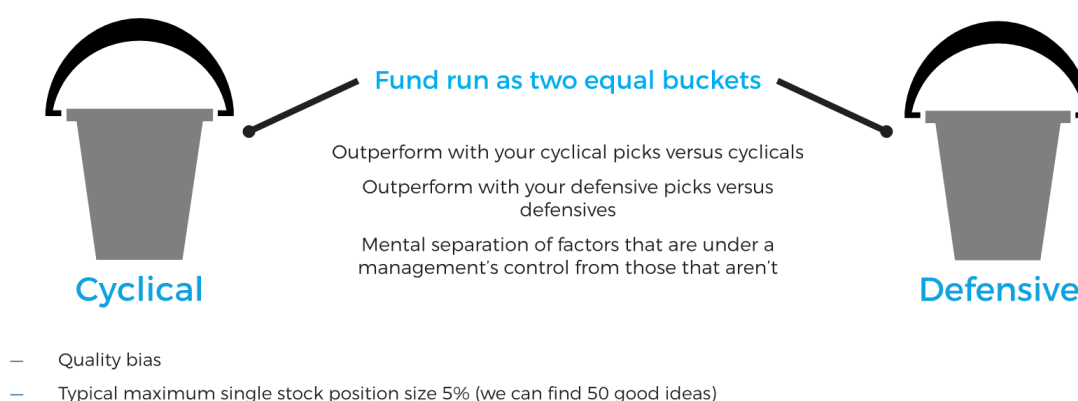 Fund run as two equal buckets
Outperform with your cyclical picks versus cyclicals
Outperform with your defensive picks versus
defensives
Mental separation of factors that are under a
management’s control from those that aren’t
Cyclical
Defensive
— Quality bias
— Typical maximum single stock position size 5% (we can find 50 good ideas)